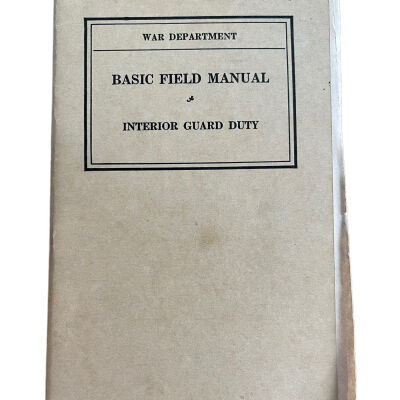 WAR DEPARTMENT
BASIC FIELD MANUAL
INTERIOR GUARD DUTY